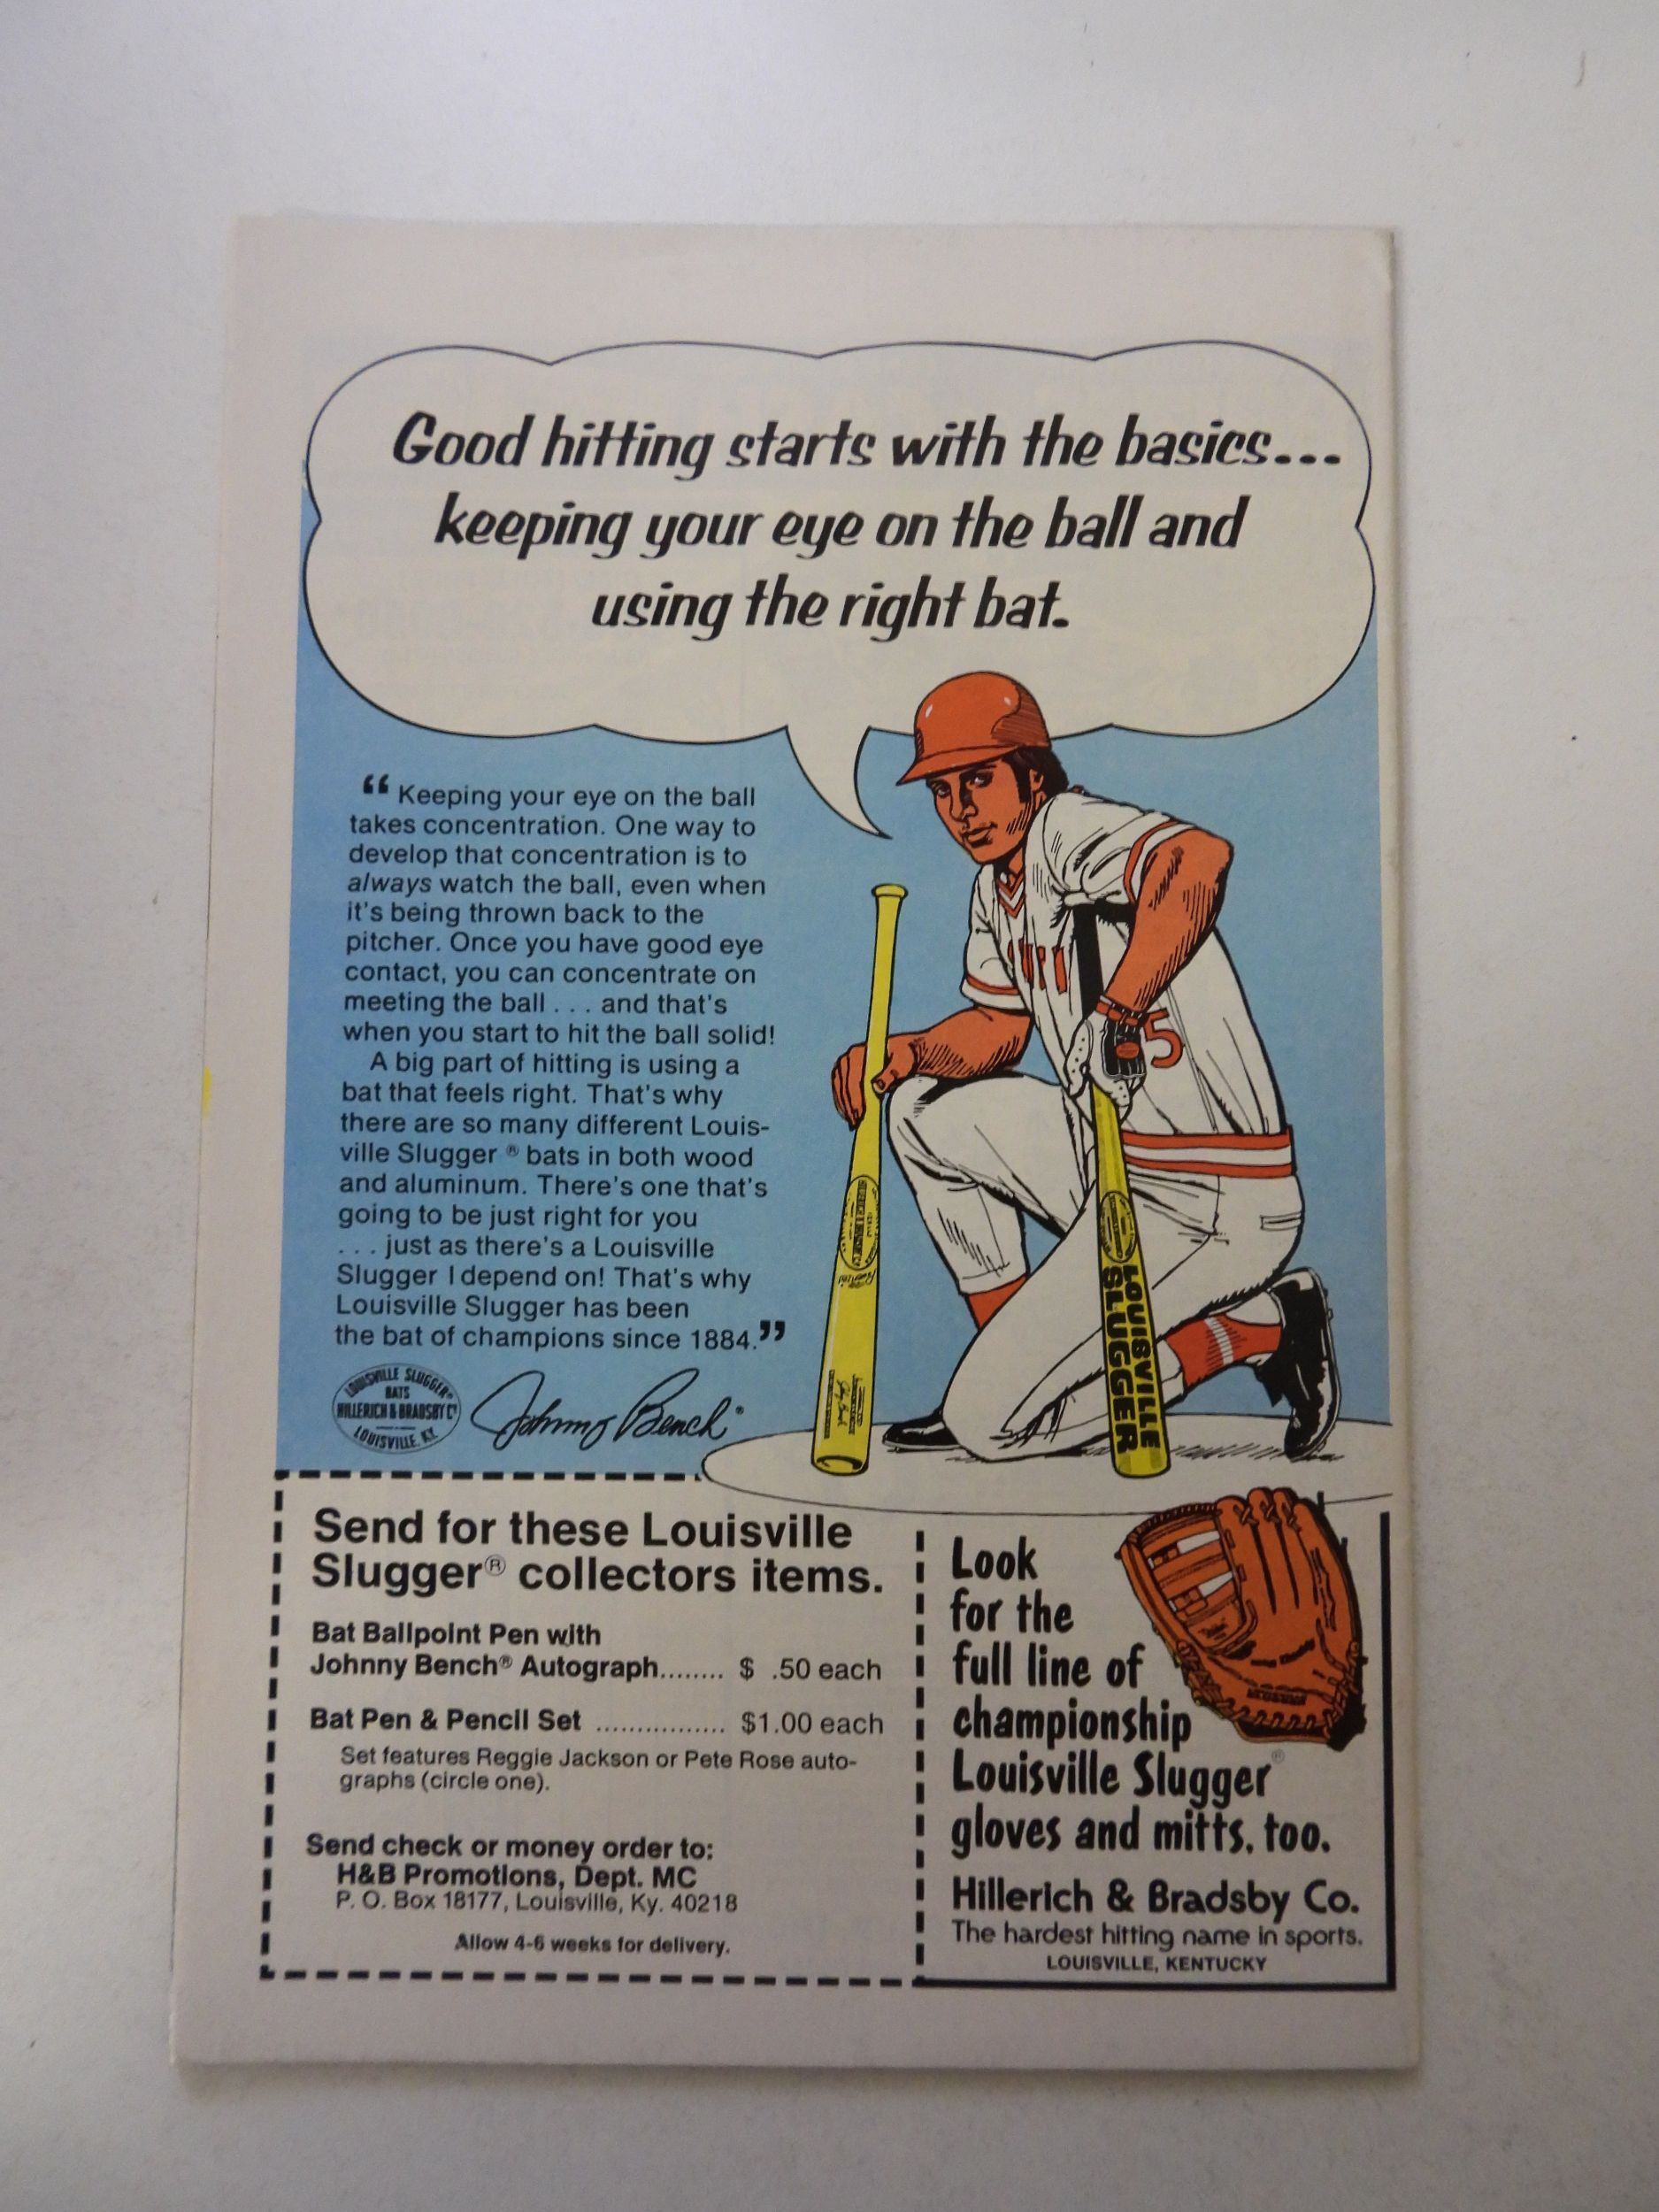 Good hitting starts with the basics...
keeping your eye on the ball and
using the right bat.
“Keeping your eye on the ball
takes concentration. One way to
develop that concentration is to
always watch the ball, even when
it's being thrown back to the
pitcher. Once you have good eye
contact, you can concentrate on
meeting the ball . . . and that's
when you start to hit the ball solid!
A big part of hitting is using a
bat that feels right. That's why
there are so many different Louis-
ville Slugger ® bats in both wood
and aluminum. There's one that's
going to be just right for you
. . . just as there's a Louisville
Slugger I depend on! That's why
Louisville Slugger has been
the bat of champions since 1884.”
LOUISVILLE SLUGGER®
BATS
HILLERICH & BRADSBY Cº
LOUISVILLE, KY.
Johnny Bench®
5
LOUISVILLE
SLUGGER
Send for these Louisville
Slugger® collectors items.
Bat Ballpoint Pen with
Johnny Bench® Autograph........ $ .50 each
Bat Pen & Pencil Set ................ $1.00 each
Set features Reggie Jackson or Pete Rose auto-
graphs (circle one).
Send check or money order to:
H&B Promotions, Dept. MC
P. O. Box 18177, Louisville, Ky. 40218
Allow 4-6 weeks for delivery.
Look
for the
full line of
championship
Louisville Slugger®
gloves and mitts, too.
Hillerich & Bradsby Co.
The hardest hitting name in sports.
LOUISVILLE, KENTUCKY